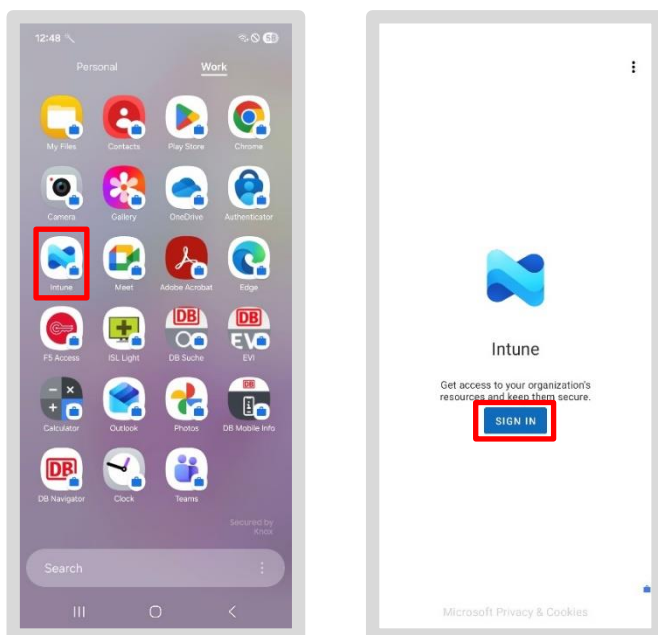 12:48
Personal
Work
My Files
Contacts
Play Store
Chrome
Camera
Gallery
OneDrive
Authenticator
Intune
Meet
Adobe Acrobat
Edge
DB
DB
EV
F5 Access
ISL Light
DB Suche
EVI
DB
Calculator
Outlook
Photos
DB Mobile Info
DB
DB Navigator
Clock
Teams
Secured by
Knox
Search
Intune
Get access to your organization's
resources and keep them secure.
SIGN IN
Microsoft Privacy & Cookies